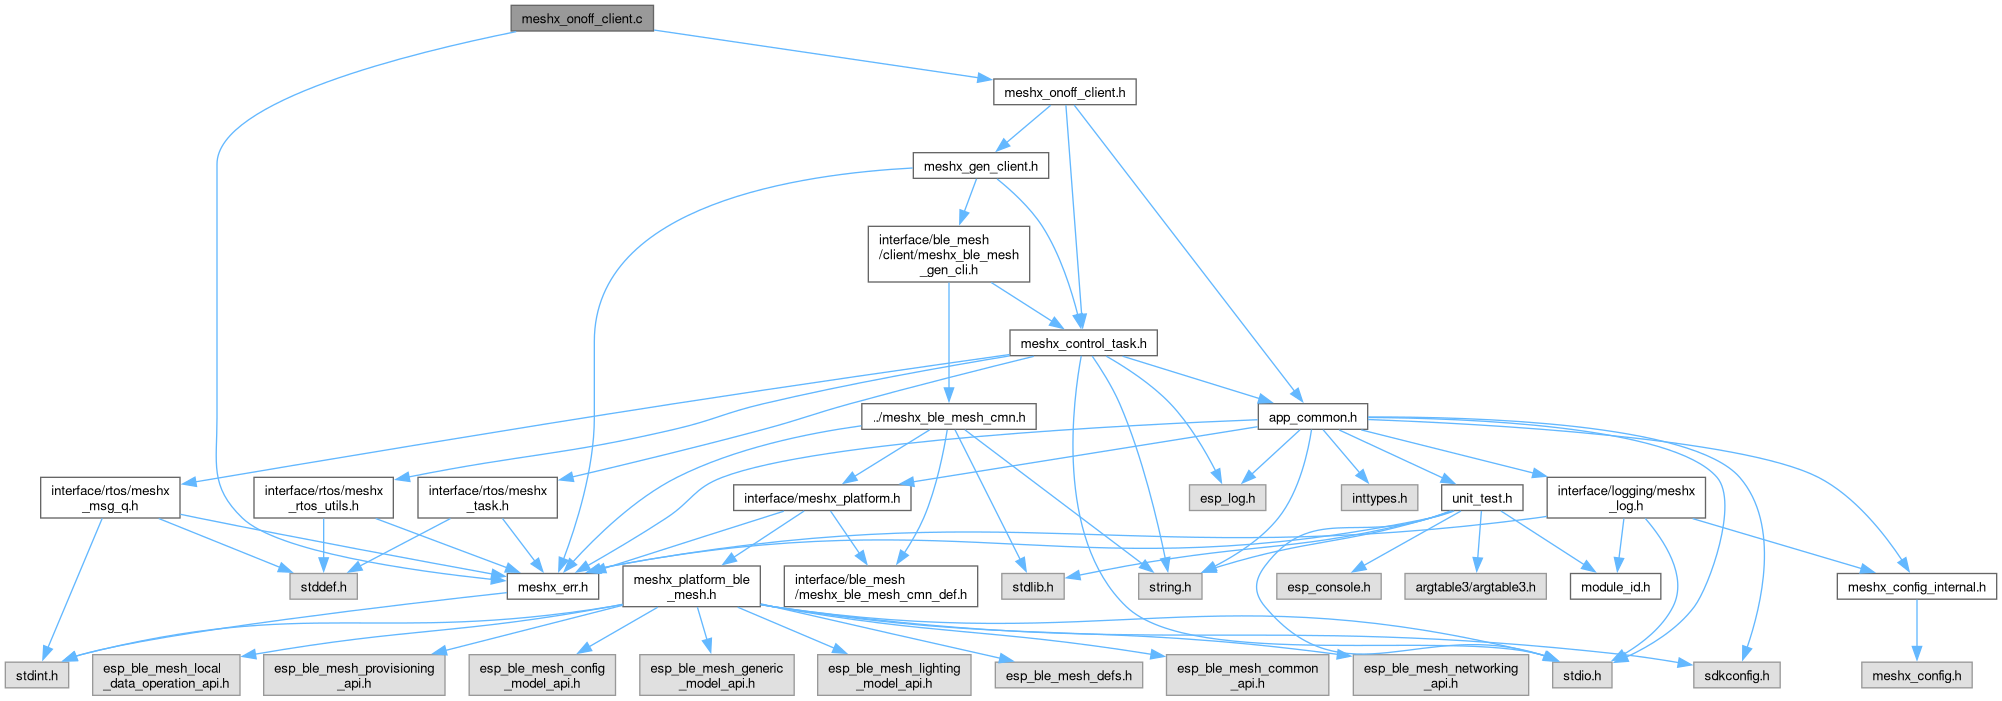 meshx_onoff_client.c
meshx_onoff_client.h
meshx_gen_client.h
interface/ble_mesh
/client/meshx_ble_mesh
_gen_cli.h
meshx_control_task.h
../meshx_ble_mesh_cmn.h
app_common.h
interface/rtos/meshx
_msg_q.h
interface/rtos/meshx
_rtos_utils.h
interface/rtos/meshx
_task.h
interface/meshx_platform.h
esp_log.h
inttypes.h
unit_test.h
interface/logging/meshx
_log.h
stddef.h
meshx_err.h
meshx_platform_ble
_mesh.h
interface/ble_mesh
/meshx_ble_mesh_cmn_def.h
stdlib.h
string.h
esp_console.h
argtable3/argtable3.h
module_id.h
meshx_config_internal.h
stdint.h
esp_ble_mesh_local
_data_operation_api.h
esp_ble_mesh_provisioning
_api.h
esp_ble_mesh_config
_model_api.h
esp_ble_mesh_generic
_model_api.h
esp_ble_mesh_lighting
_model_api.h
esp_ble_mesh_defs.h
esp_ble_mesh_common
_api.h
esp_ble_mesh_networking
_api.h
stdio.h
sdkconfig.h
meshx_config.h